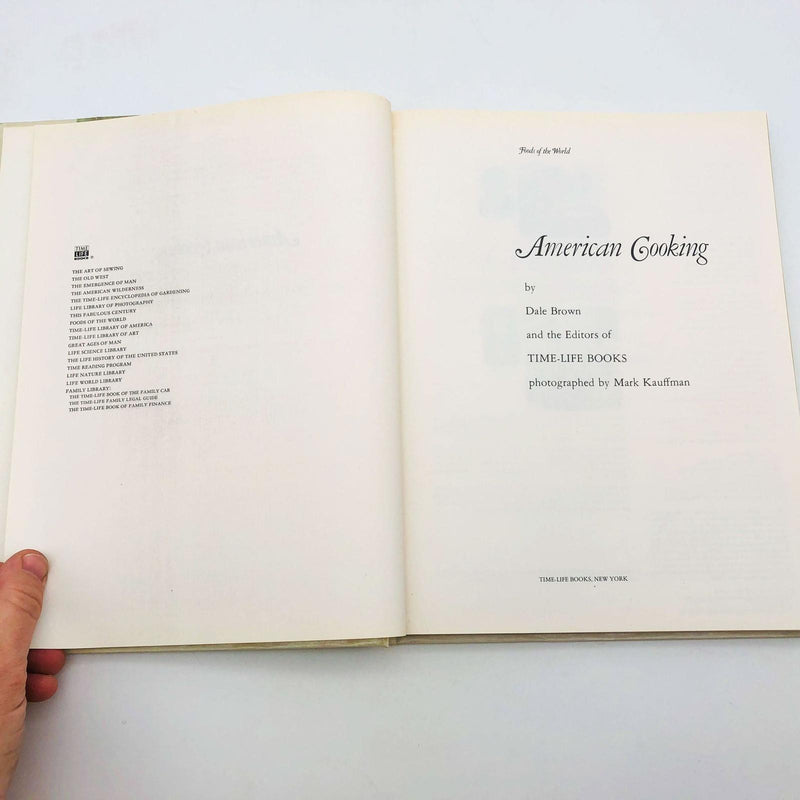 TIME
LIFE
BOOKS
®
THE ART OF SEWING
THE OLD WEST
THE EMERGENCE OF MAN
THE AMERICAN WILDERNESS
THE TIME-LIFE ENCYCLOPEDIA OF GARDENING
LIFE LIBRARY OF PHOTOGRAPHY
THIS FABULOUS CENTURY
FOODS OF THE WORLD
TIME-LIFE LIBRARY OF AMERICA
TIME-LIFE LIBRARY OF ART
GREAT AGES OF MAN
LIFE SCIENCE LIBRARY
THE LIFE HISTORY OF THE UNITED STATES
TIME READING PROGRAM
LIFE NATURE LIBRARY
LIFE WORLD LIBRARY
FAMILY LIBRARY:
THE TIME-LIFE BOOK OF THE FAMILY CAR
THE TIME-LIFE FAMILY LEGAL GUIDE
THE TIME-LIFE BOOK OF FAMILY FINANCE
Foods of the World
American Cooking
by
Dale Brown
and the Editors of
TIME-LIFE BOOKS
photographed by Mark Kauffman
TIME-LIFE BOOKS, NEW YORK